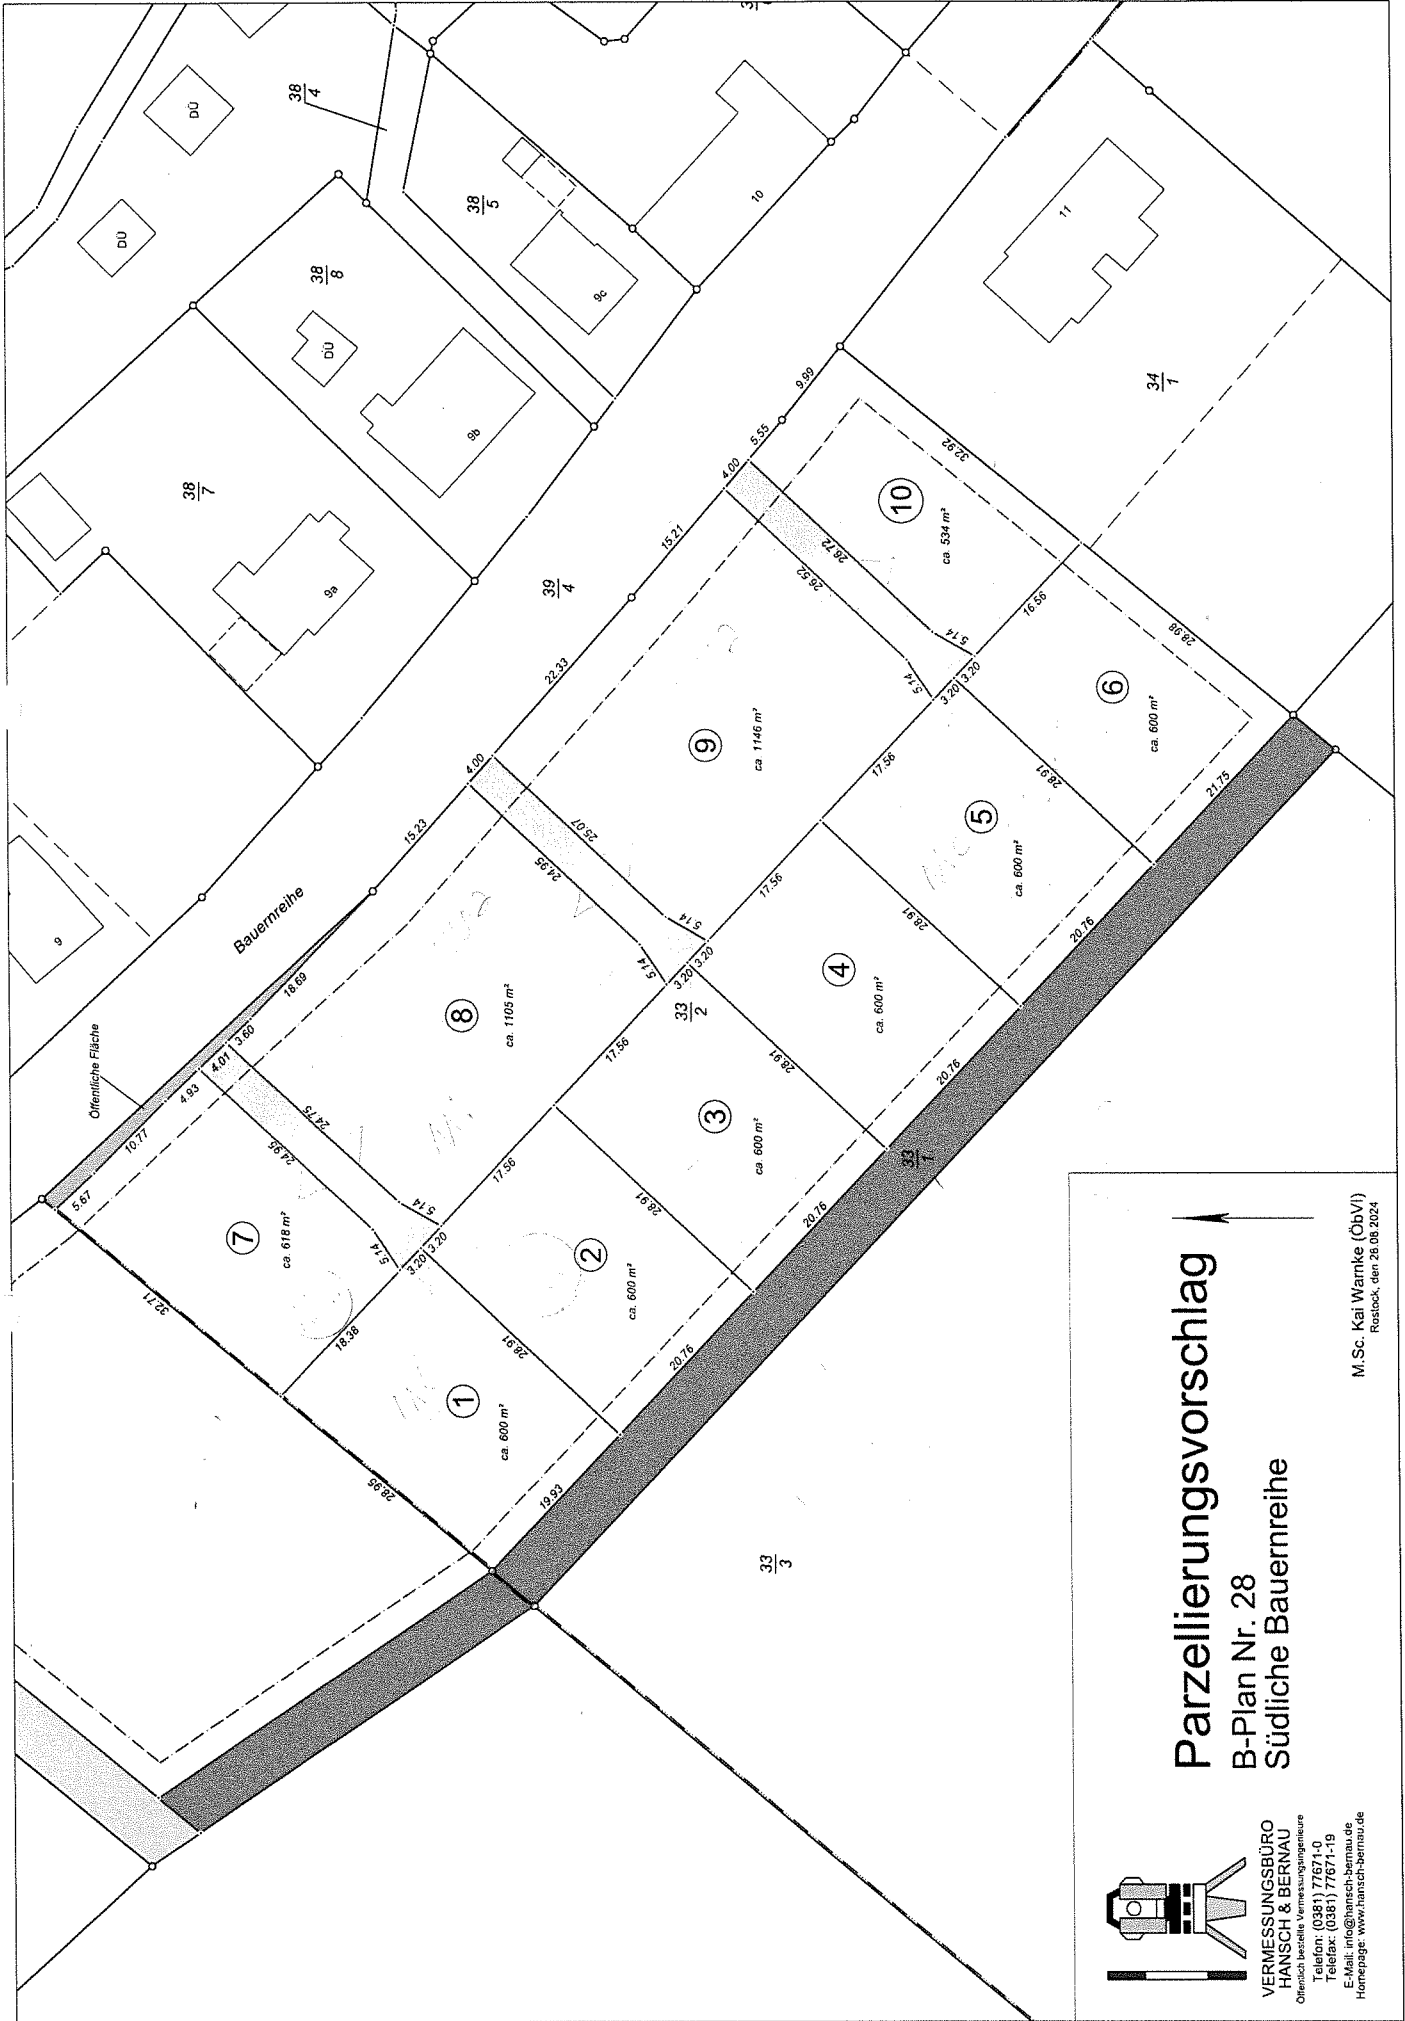 38
4
38
5
38
8
38
7
39
4
34
1
33
2
33
1
33
3
DÜ
DÜ
DÜ
9
9a
9b
9c
10
11
Bauernreihe
Öffentliche Fläche
5.67
10.77
4.93
4.01
3.60
18.69
15.23
4.00
22.33
15.21
4.00
5.55
9.99
7
ca. 618 m²
8
ca. 1105 m²
9
ca. 1146 m²
10
ca. 534 m²
32.71
24.95
24.75
5.14
5.14
24.95
25.07
5.14
5.14
26.52
26.72
5.14
5.14
32.92
18.38
3.20
3.20
17.56
17.56
3.20
3.20
17.56
17.56
3.20
3.20
16.56
1
ca. 600 m²
2
ca. 600 m²
3
ca. 600 m²
4
ca. 600 m²
5
ca. 600 m²
6
ca. 600 m²
28.95
28.91
28.91
28.91
28.91
28.91
28.98
19.93
20.76
20.76
20.76
20.76
21.75
VERMESSUNGSBÜRO
HANSCH & BERNAU
Öffentlich bestellte Vermessungsingenieure
Telefon: (0381) 77671-0
Telefax: (0381) 77671-19
E-Mail: info@hansch-bernau.de
Homepage: www.hansch-bernau.de
Parzellierungsvorschlag
B-Plan Nr. 28
Südliche Bauernreihe
M.Sc. Kai Warnke (ÖbVI)
Rostock, den 28.08.2024